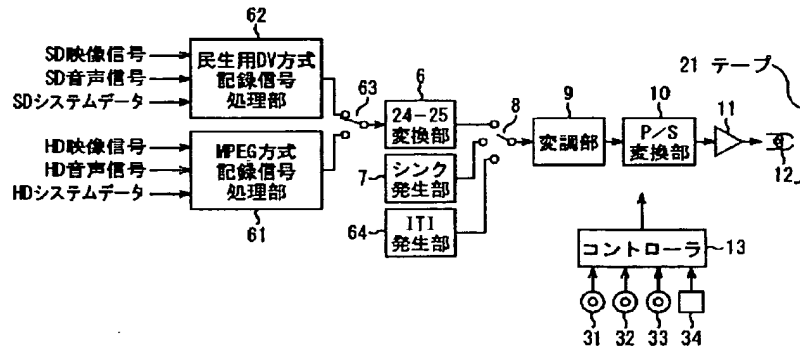 62
SD映像信号
SD音声信号
SDシステムデータ
民生用DV方式
記録信号
処理部
63
6
24-25
変換部
8
9
変調部
10
P/S
変換部
11
21 テープ
12
HD映像信号
HD音声信号
HDシステムデータ
MPEG方式
記録信号
処理部
61
7
シンク
発生部
64
ITI
発生部
コントローラ
13
31
32
33
34